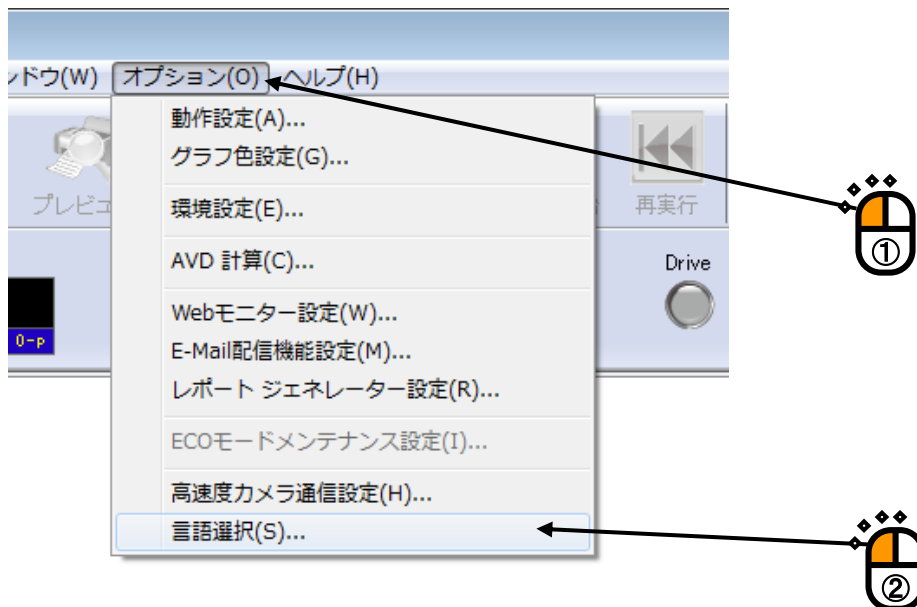 ンドウ(W) オプション(O) ヘルプ(H)
動作設定(A)...
グラフ色設定(G)...
環境設定(E)...
AVD 計算(C)...
Webモニター設定(W)...
E-Mail配信機能設定(M)...
レポート ジェネレーター設定(R)...
ECOモードメンテナンス設定(I)...
高速度カメラ通信設定(H)...
言語選択(S)...
プレビュ
再実行
Drive
0-p
①
②